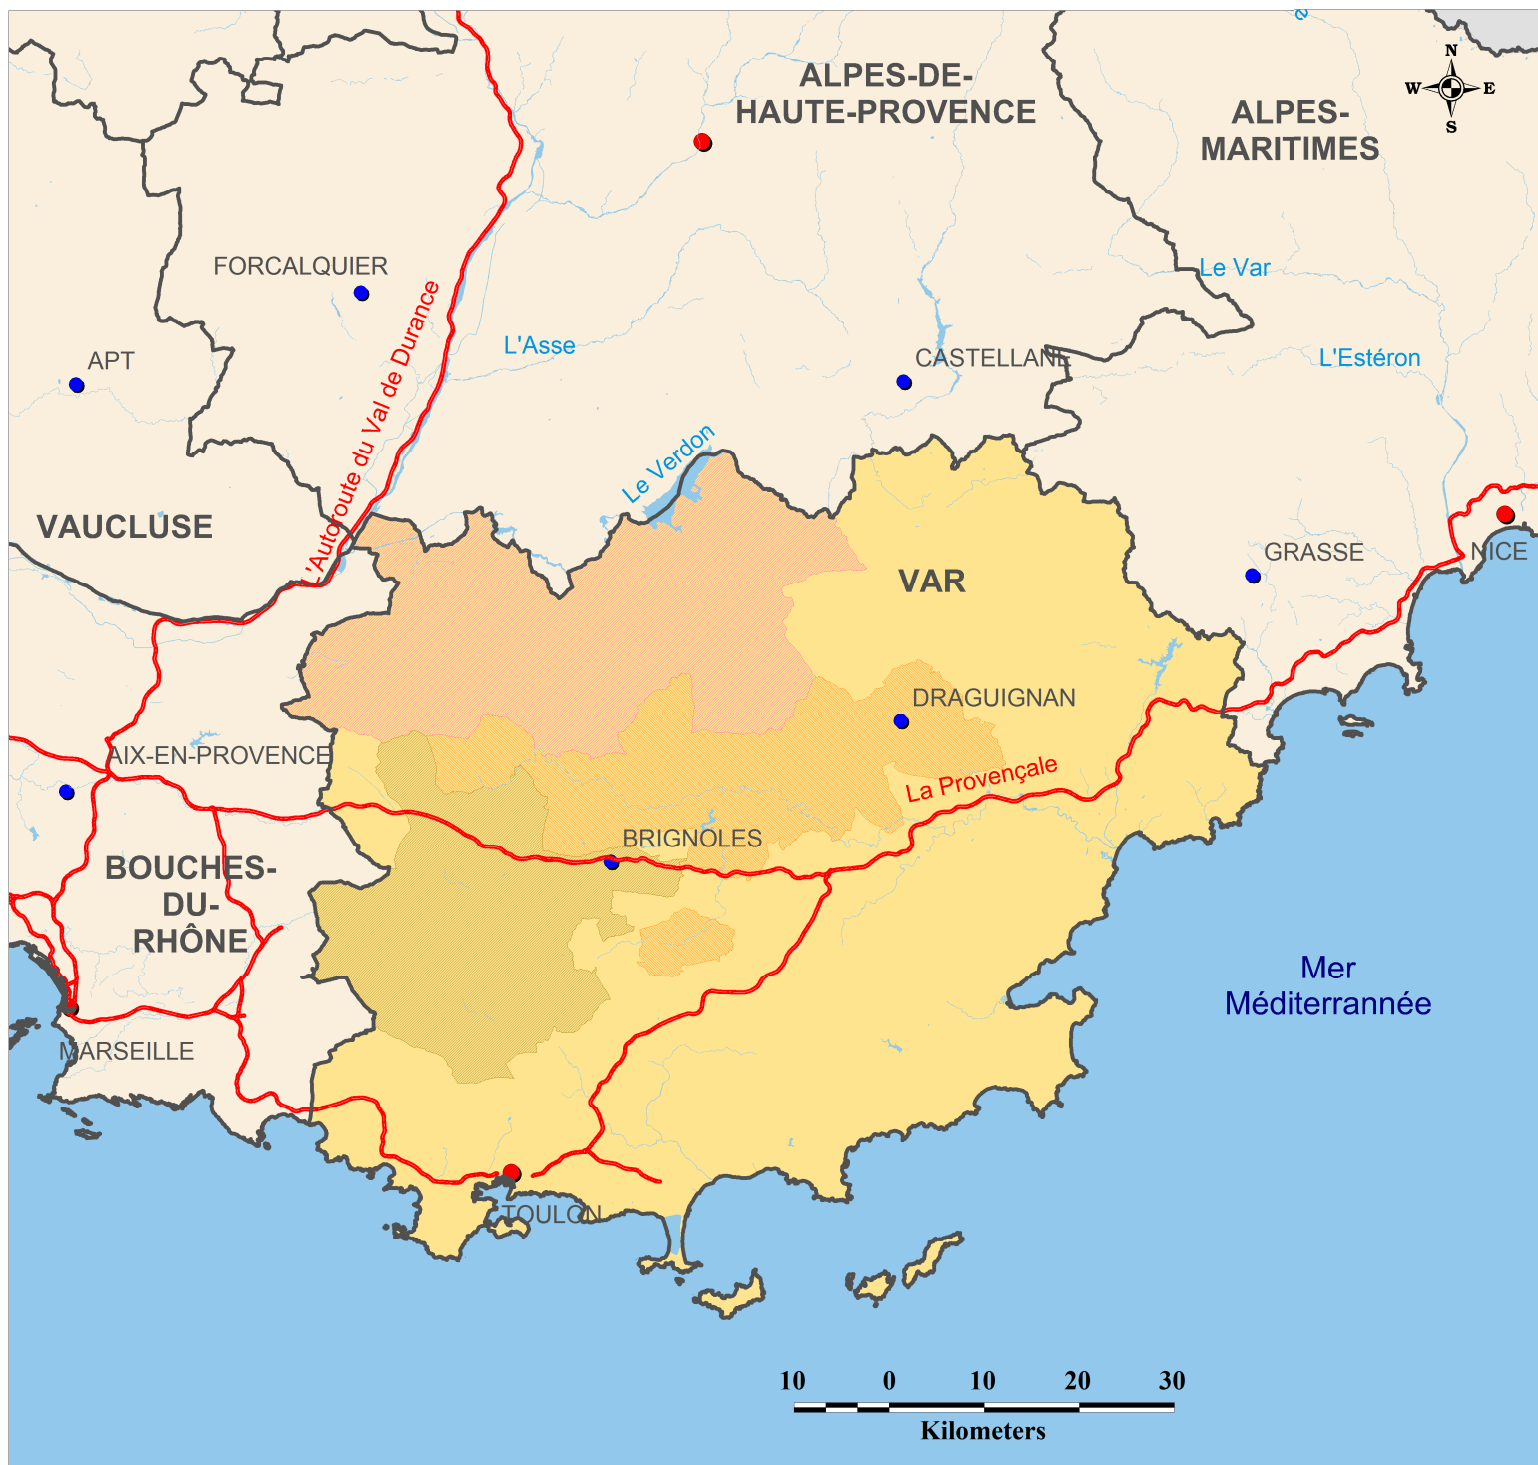 e
N
W E
S
ALPES-DE-
HAUTE-PROVENCE
ALPES-
MARITIMES
FORCALQUIER
Le Var
L'Autoroute du Val de Durance
L'Asse
APT
CASTELLANE
L'Estéron
Le Verdon
VAUCLUSE
GRASSE
NICE
VAR
DRAGUIGNAN
AIX-EN-PROVENCE
La Provençale
BRIGNOLES
BOUCHES-
DU-
RHÔNE
Mer
Méditerrannée
MARSEILLE
TOULON
10 0 10 20 30
Kilometers